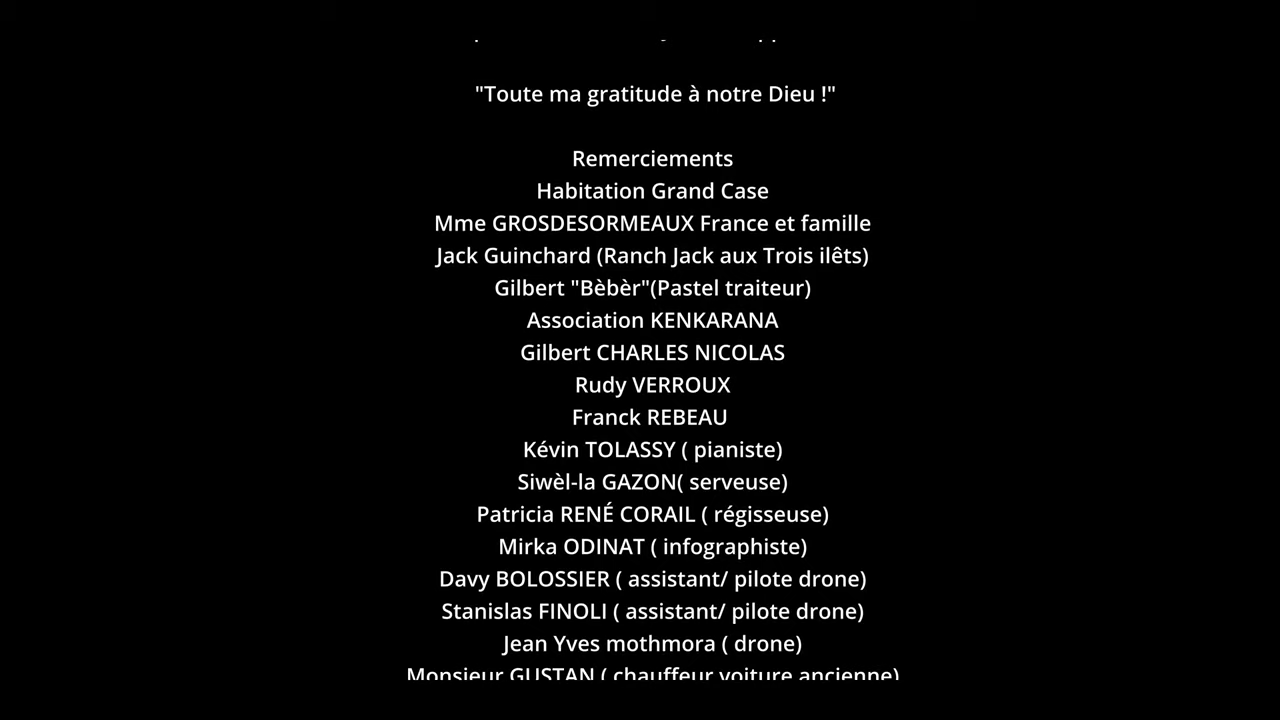 "Toute ma gratitude à notre Dieu !"
Remerciements
Habitation Grand Case
Mme GROSDESORMEAUX France et famille
Jack Guinchard (Ranch Jack aux Trois ilêts)
Gilbert "Bèbèr"(Pastel traiteur)
Association KENKARANA
Gilbert CHARLES NICOLAS
Rudy VERROUX
Franck REBEAU
Kévin TOLASSY ( pianiste)
Siwèl-la GAZON( serveuse)
Patricia RENÉ CORAIL ( régisseuse)
Mirka ODINAT ( infographiste)
Davy BOLOSSIER ( assistant/ pilote drone)
Stanislas FINOLI ( assistant/ pilote drone)
Jean Yves mothmora ( drone)
Monsieur GUSTAN ( chauffeur voiture ancienne)